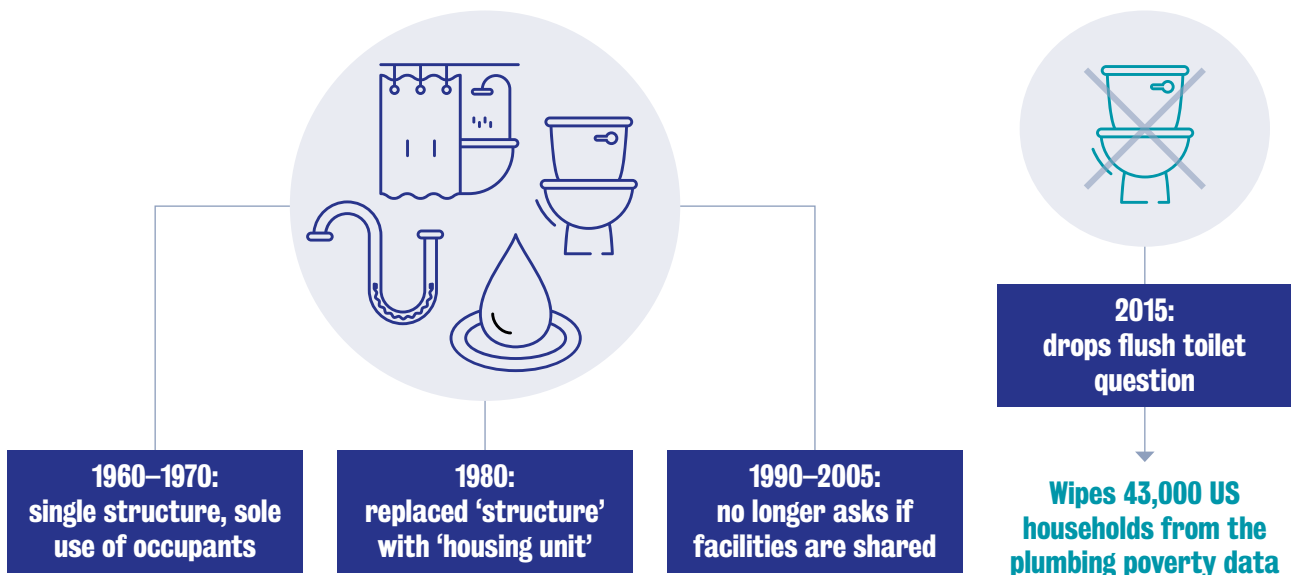 1960–1970:
single structure, sole
use of occupants
1980:
replaced ‘structure’
with ‘housing unit’
1990–2005:
no longer asks if
facilities are shared
2015:
drops flush toilet
question
Wipes 43,000 US
households from the
plumbing poverty data